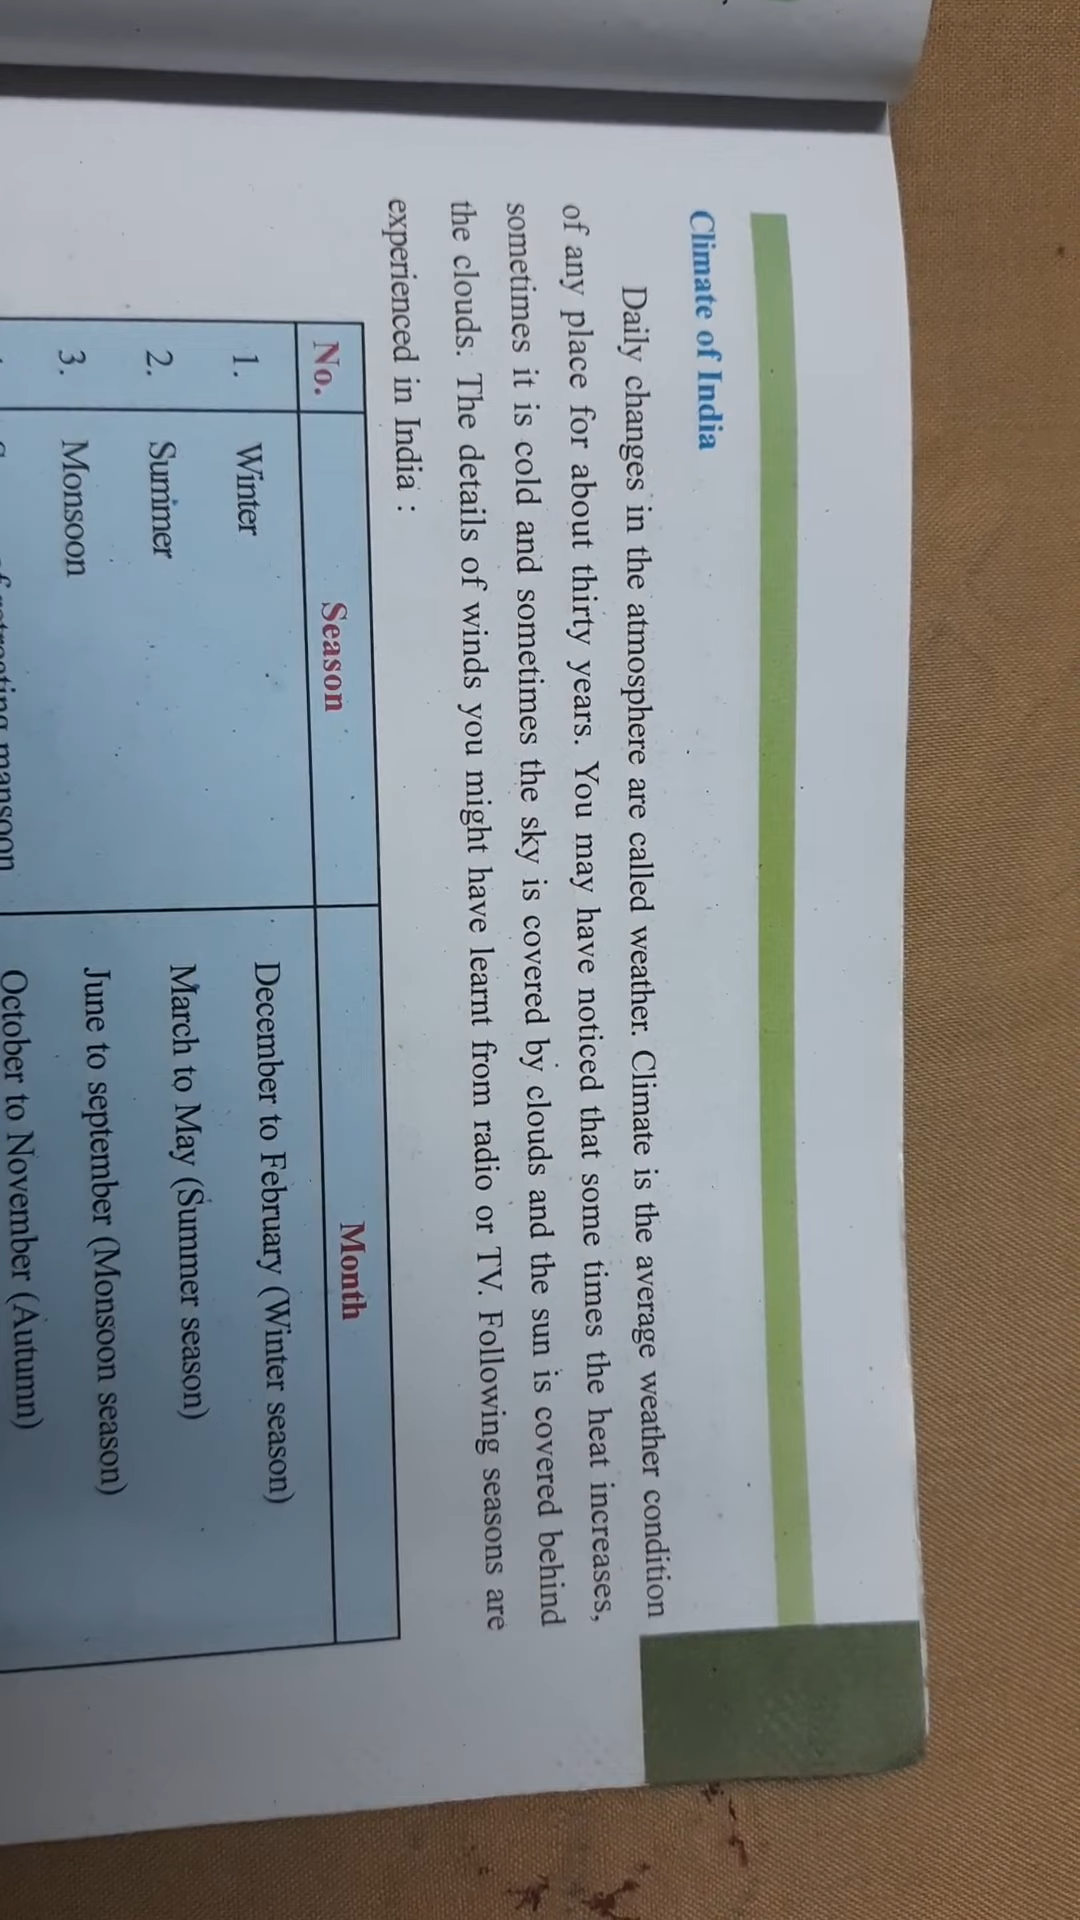 Climate of India
Daily changes in the atmosphere are called weather. Climate is the average weather condition
of any place for about thirty years. You may have noticed that some times the heat increases,
sometimes it is cold and sometimes the sky is covered by clouds and the sun is covered behind
the clouds. The details of winds you might have learnt from radio or TV. Following seasons are
experienced in India :
No. Season Month
1. Winter December to February (Winter season)
2. Summer March to May (Summer season)
3. Monsoon June to september (Monsoon season)
mansoon October to November (Autumn)